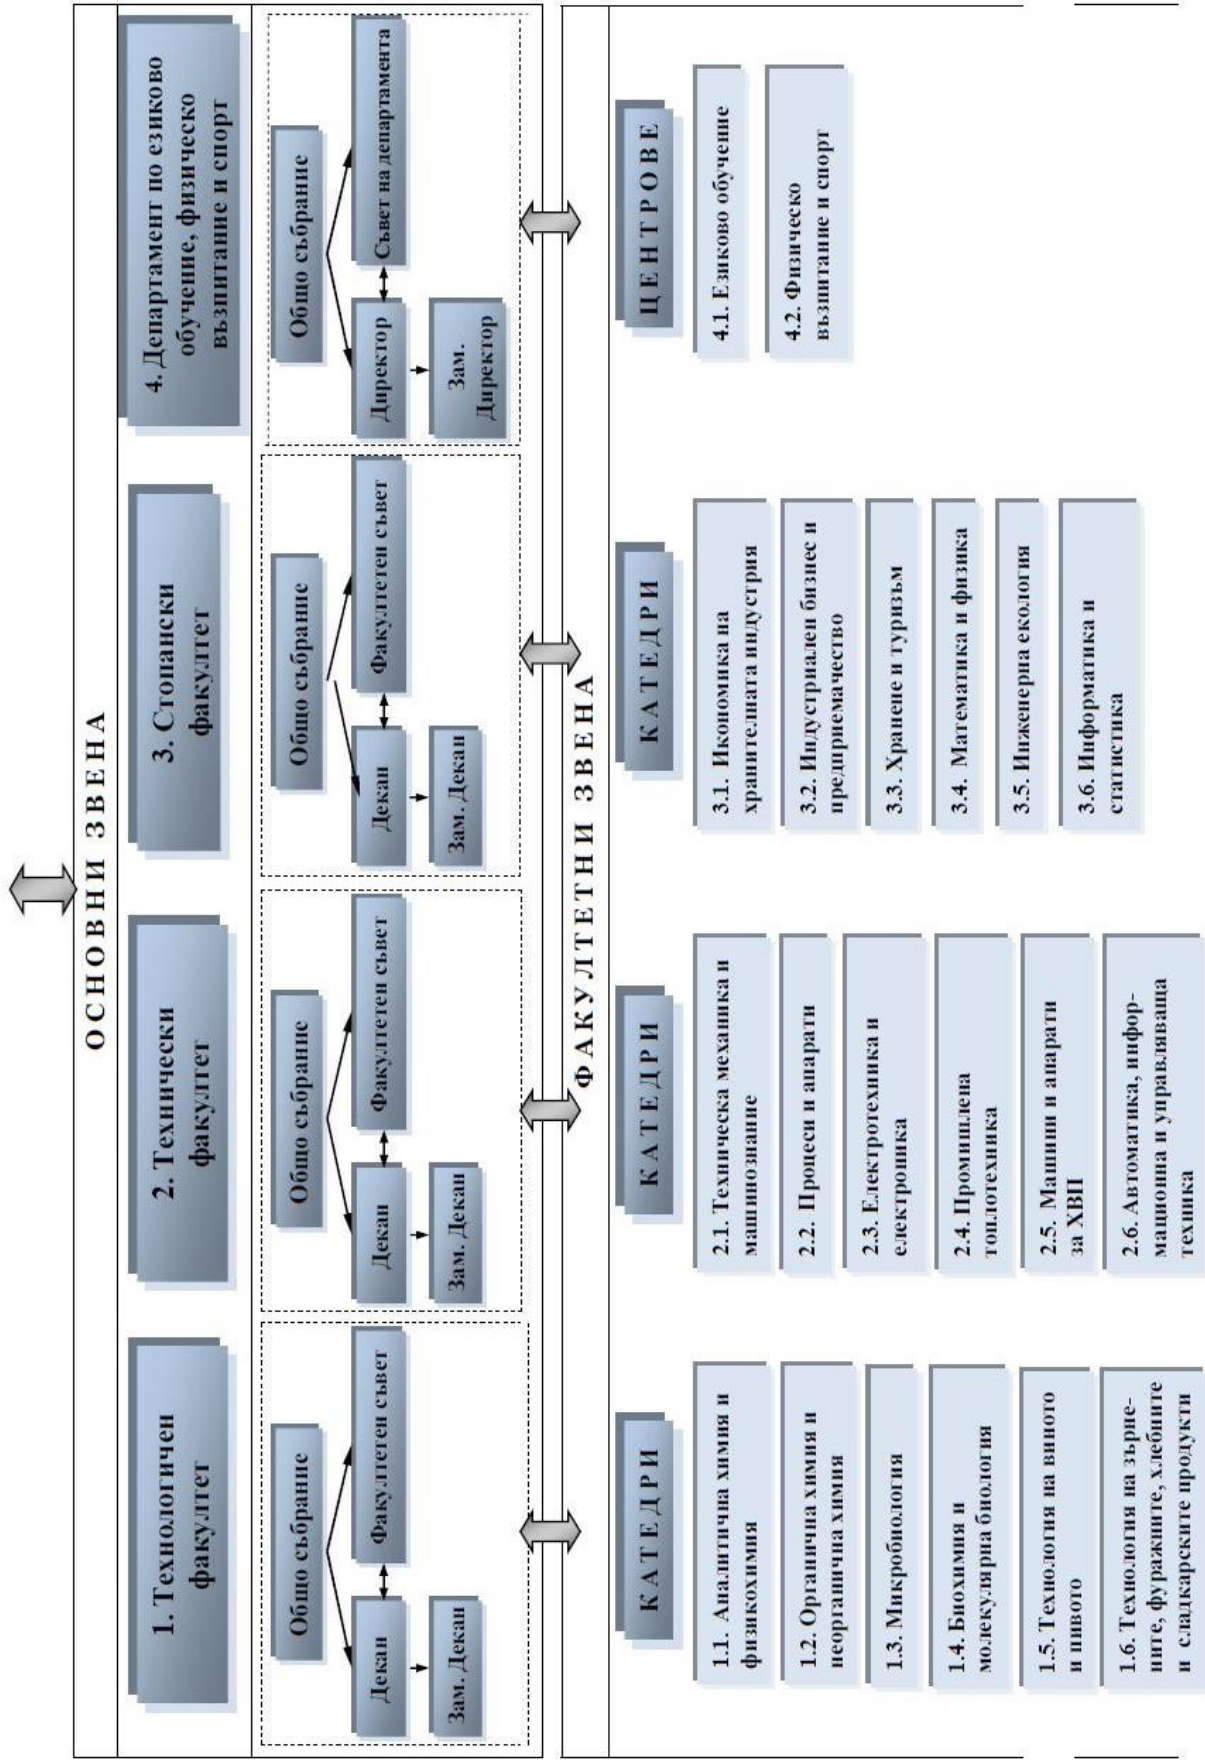 ОСНОВНИ ЗВЕНА
1. Технологичен
факултет
2. Технически
факултет
3. Стопански
факултет
4. Департамент по езиково
обучение, физическо
възпитание и спорт
Общо събрание
Декан
Факултетен съвет
Зам. Декан
Общо събрание
Декан
Факултетен съвет
Зам. Декан
Общо събрание
Декан
Факултетен съвет
Зам. Декан
Общо събрание
Директор
Съвет на департамента
Зам.
Директор
ФАКУЛТЕТНИ ЗВЕНА
КАТЕДРИ
1.1. Аналитична химия и
физикохимия
1.2. Органична химия и
неорганична химия
1.3. Микробиология
1.4. Биохимия и
молекулярна биология
1.5. Технология на виното
и пивото
1.6. Технология на зърне-
ните, фуражните, хлебните
и сладкарските продукти
КАТЕДРИ
2.1. Техническа механика и
машинознание
2.2. Процеси и апарати
2.3. Електротехника и
електроника
2.4. Промишлена
топлотехника
2.5. Машини и апарати
за ХВП
2.6. Автоматика, инфор-
мационна и управляваща
техника
КАТЕДРИ
3.1. Икономика на
хранителната индустрия
3.2. Индустриален бизнес и
предприемачество
3.3. Хранене и туризъм
3.4. Математика и физика
3.5. Инженерна екология
3.6. Информатика и
статистика
ЦЕНТРОВЕ
4.1. Езиково обучение
4.2. Физическо
възпитание и спорт